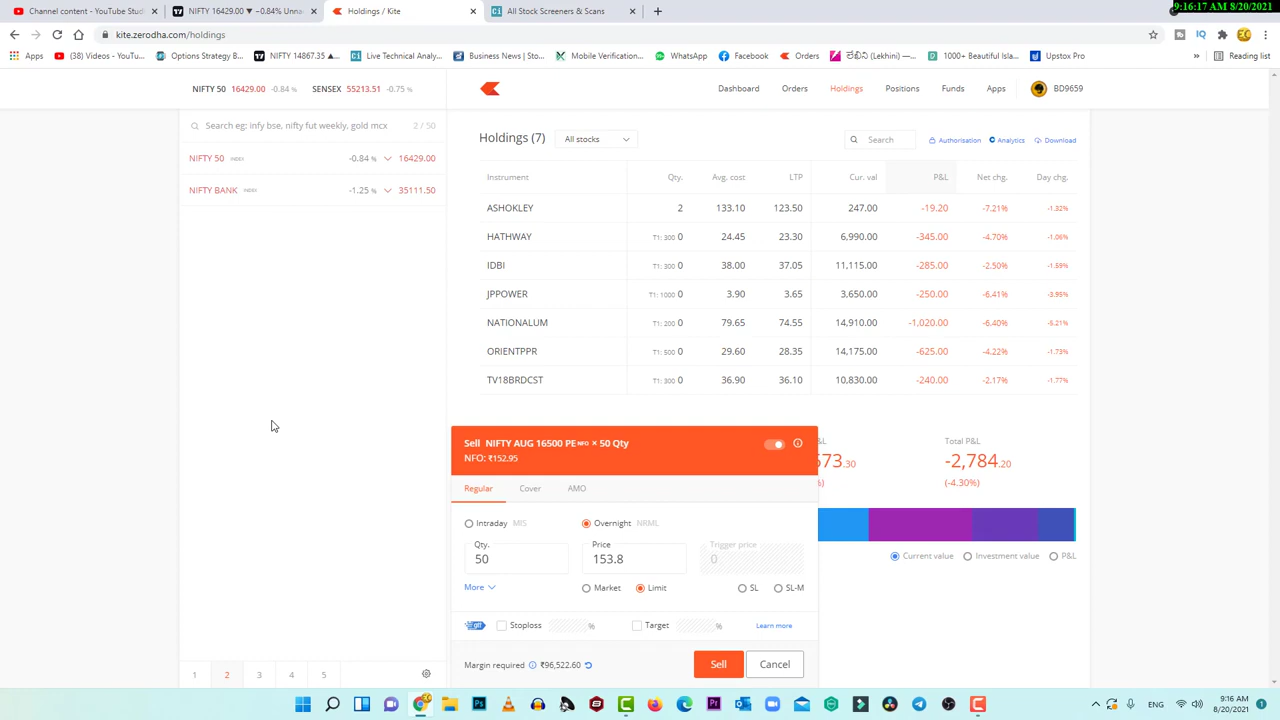 9:16:17 AM 8/20/2021
Channel content - YouTube Studio
NIFTY 16429.00 ▼ −0.84% Unna
Holdings / Kite
All Stock Screeners & Scans
kite.zerodha.com/holdings
Apps
(38) Videos - YouTu...
Options Strategy B...
NIFTY 14867.35 ▲...
Live Technical Analy...
Business News | Sto...
Mobile Verification...
WhatsApp
Facebook
Orders
1000+ Beautiful Isla...
Upstox Pro
»
Reading list
NIFTY 50 16429.00 -0.84 %
SENSEX 55213.51 -0.75 %
Dashboard
Orders
Holdings
Positions
Funds
Apps
BD9659
Search eg: infy bse, nifty fut weekly, gold mcx
2 / 50
NIFTY 50 INDEX -0.84 % 16429.00
NIFTY BANK INDEX -1.25 % 35111.50
Holdings (7)
All stocks
Search
Authorisation
Analytics
Download
Instrument Qty. Avg. cost LTP Cur. val P&L Net chg. Day chg.
ASHOKLEY 2 133.10 123.50 247.00 -19.20 -7.21% -1.32%
HATHWAY T1: 300 0 24.45 23.30 6,990.00 -345.00 -4.70% -1.06%
IDBI T1: 300 0 38.00 37.05 11,115.00 -285.00 -2.50% -1.59%
JPPOWER T1: 1000 0 3.90 3.65 3,650.00 -250.00 -6.41% -3.95%
NATIONALUM T1: 200 0 79.65 74.55 14,910.00 -1,020.00 -6.40% -5.21%
ORIENTPPR T1: 500 0 29.60 28.35 14,175.00 -625.00 -4.22% -1.73%
TV18BRDCST T1: 300 0 36.90 36.10 10,830.00 -240.00 -2.17% -1.77%
Sell NIFTY AUG 16500 PE NFO × 50 Qty
NFO: ₹152.95
&L
573.30
%)
Total P&L
-2,784.20
(-4.30%)
Regular
Cover
AMO
Intraday MIS
Overnight NRML
Qty.
50
Price
153.8
Trigger price
0
More
Market
Limit
SL
SL-M
Current value
Investment value
P&L
GTT
Stoploss %
Target %
Learn more
Margin required ₹96,522.60
Sell
Cancel
1 2 3 4 5
ENG
9:16 AM
8/20/2021